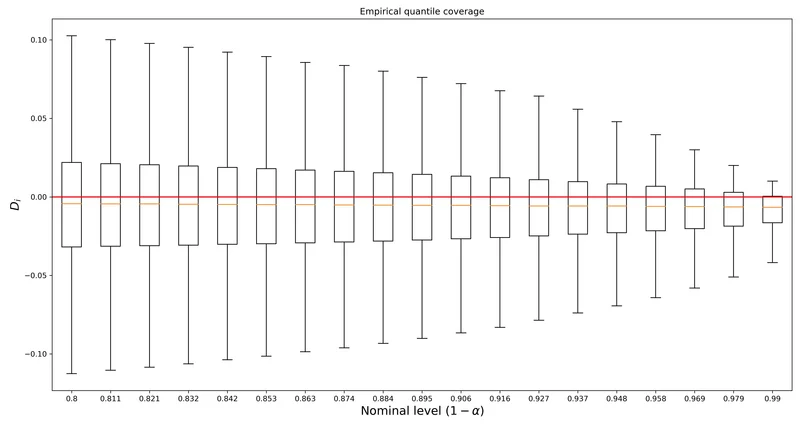 Empirical quantile coverage
0.10
0.05
0.00
−0.05
−0.10
D_i
0.8 0.811 0.821 0.832 0.842 0.853 0.863 0.874 0.884 0.895 0.906 0.916 0.927 0.937 0.948 0.958 0.969 0.979 0.99
Nominal level (1 − α)